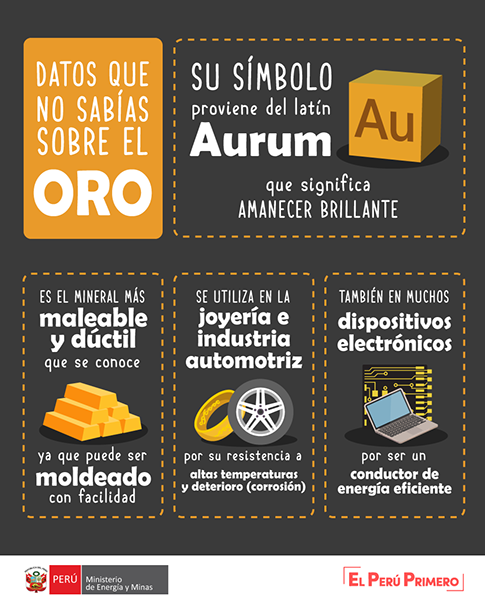 DATOS QUE
NO SABÍAS
SOBRE EL
ORO
SU SÍMBOLO
proviene del latín
Aurum
que significa
AMANECER BRILLANTE
Au
ES EL MINERAL MÁS
maleable
y dúctil
que se conoce
ya que puede ser
moldeado
con facilidad
SE UTILIZA EN LA
joyería e
industria
automotriz
por su resistencia a
altas temperaturas
y deterioro (corrosión)
TAMBIÉN EN MUCHOS
dispositivos
electrónicos
por ser un
conductor de
energía eficiente
PERÚ
Ministerio
de Energía y Minas
EL PERÚ PRIMERO